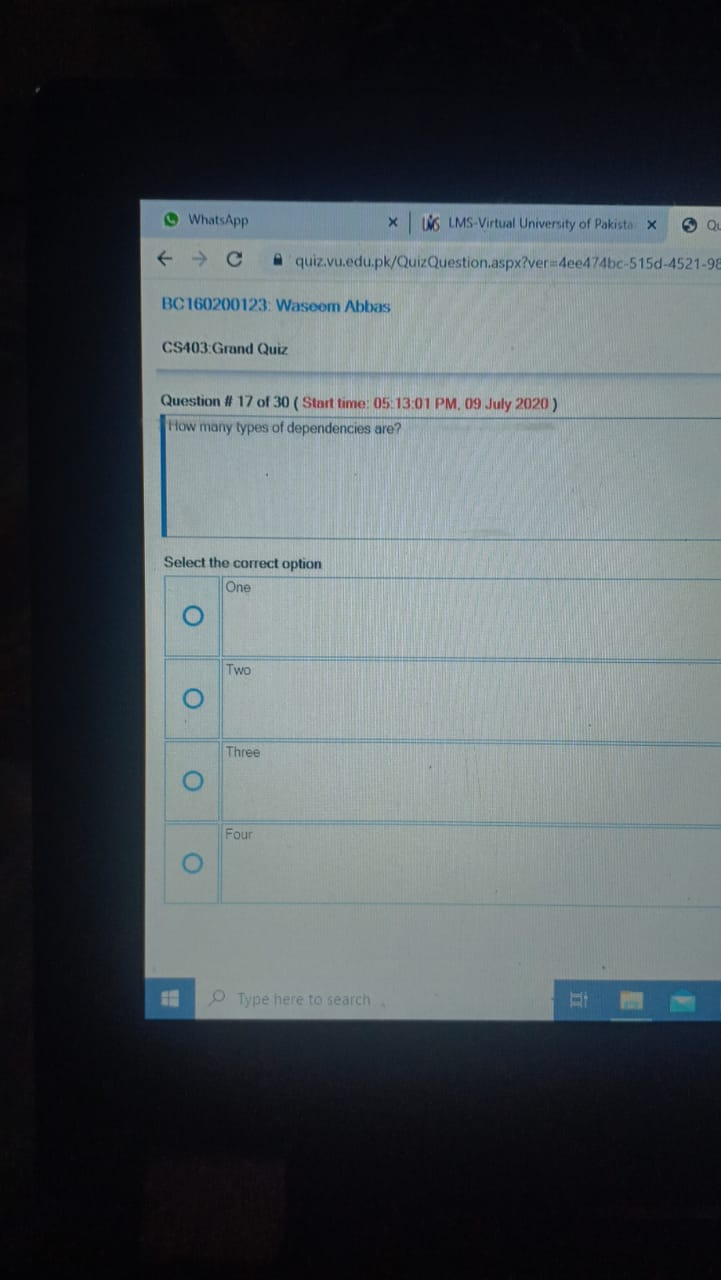 WhatsApp × LMS-Virtual University of Pakista ×
quiz.vu.edu.pk/QuizQuestion.aspx?ver=4ee474bc-515d-4521-98
BC160200123: Waseem Abbas
CS403:Grand Quiz
Question # 17 of 30 ( Start time: 05:13:01 PM, 09 July 2020 )
How many types of dependencies are?
Select the correct option
One
Two
Three
Four
Type here to search